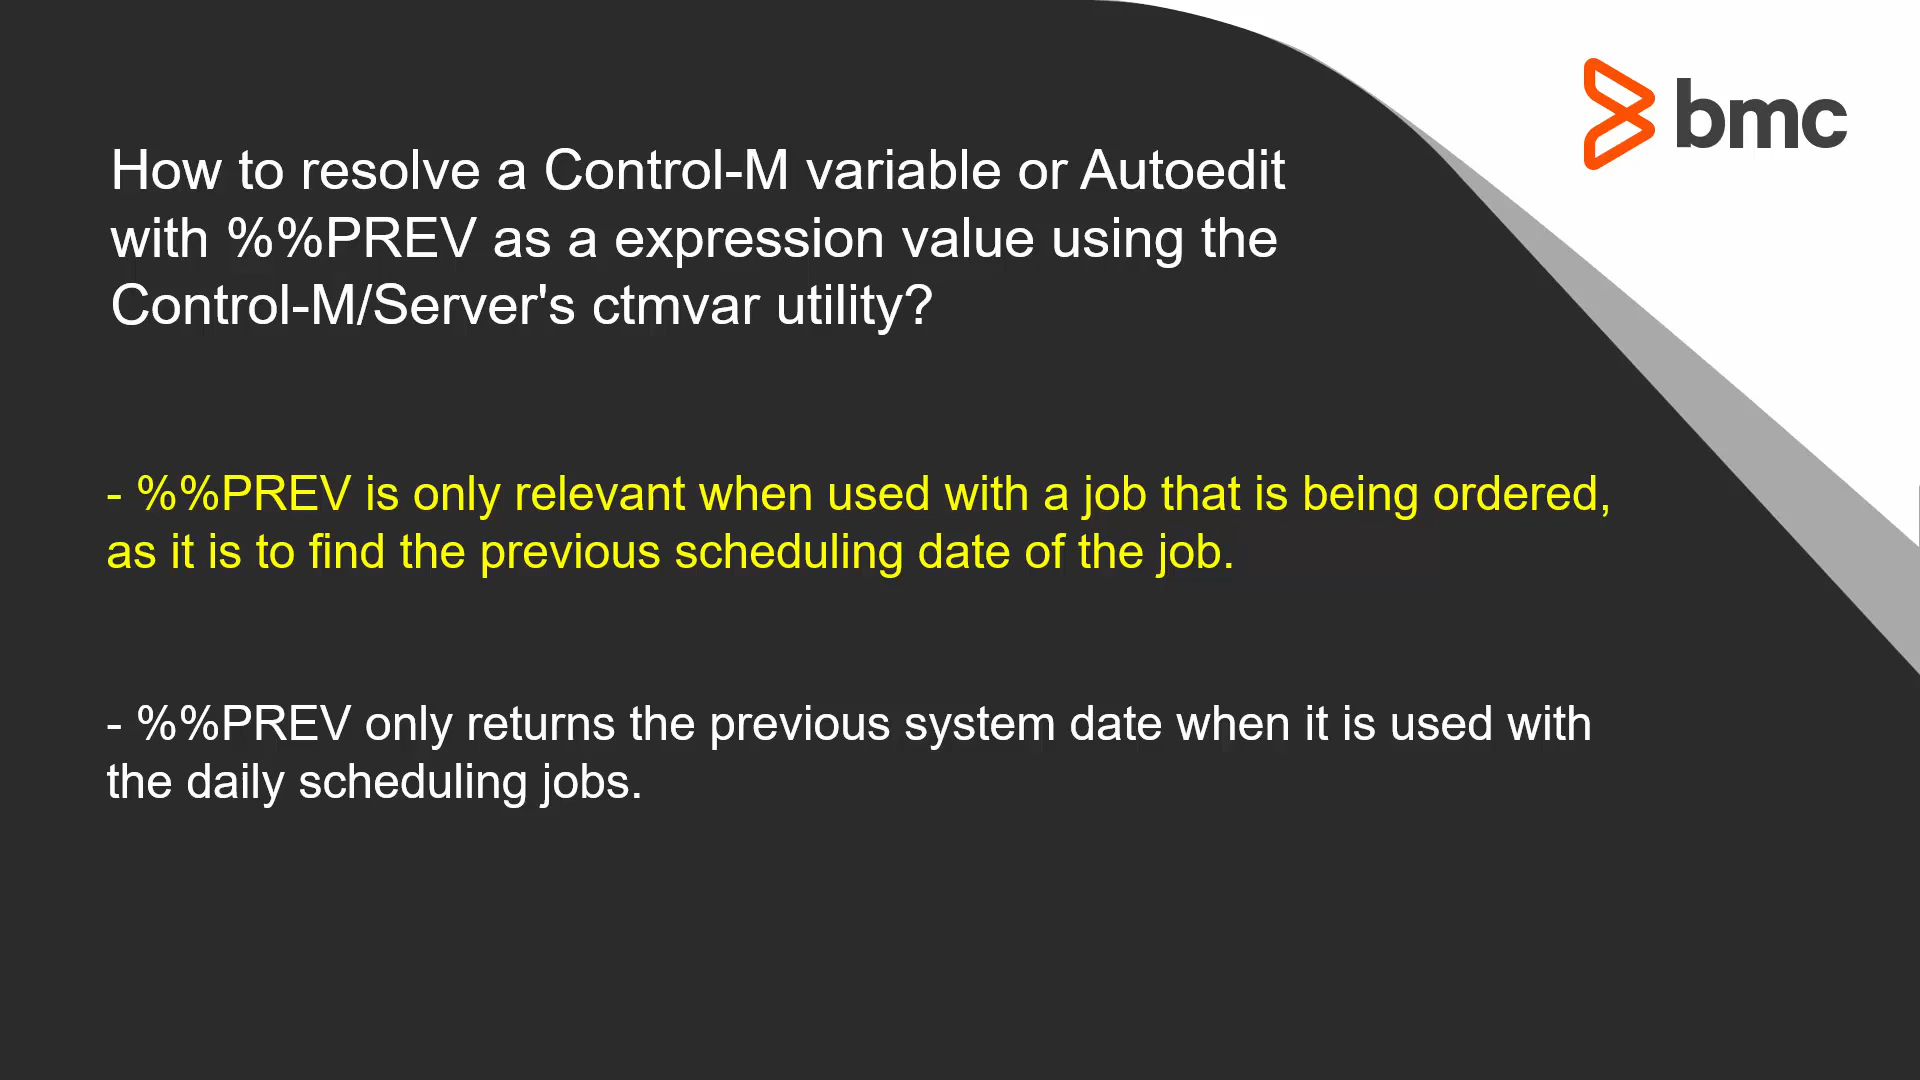 bmc
How to resolve a Control-M variable or Autoedit
with %%PREV as a expression value using the
Control-M/Server's ctmvar utility?
- %%PREV is only relevant when used with a job that is being ordered,
as it is to find the previous scheduling date of the job.
- %%PREV only returns the previous system date when it is used with
the daily scheduling jobs.